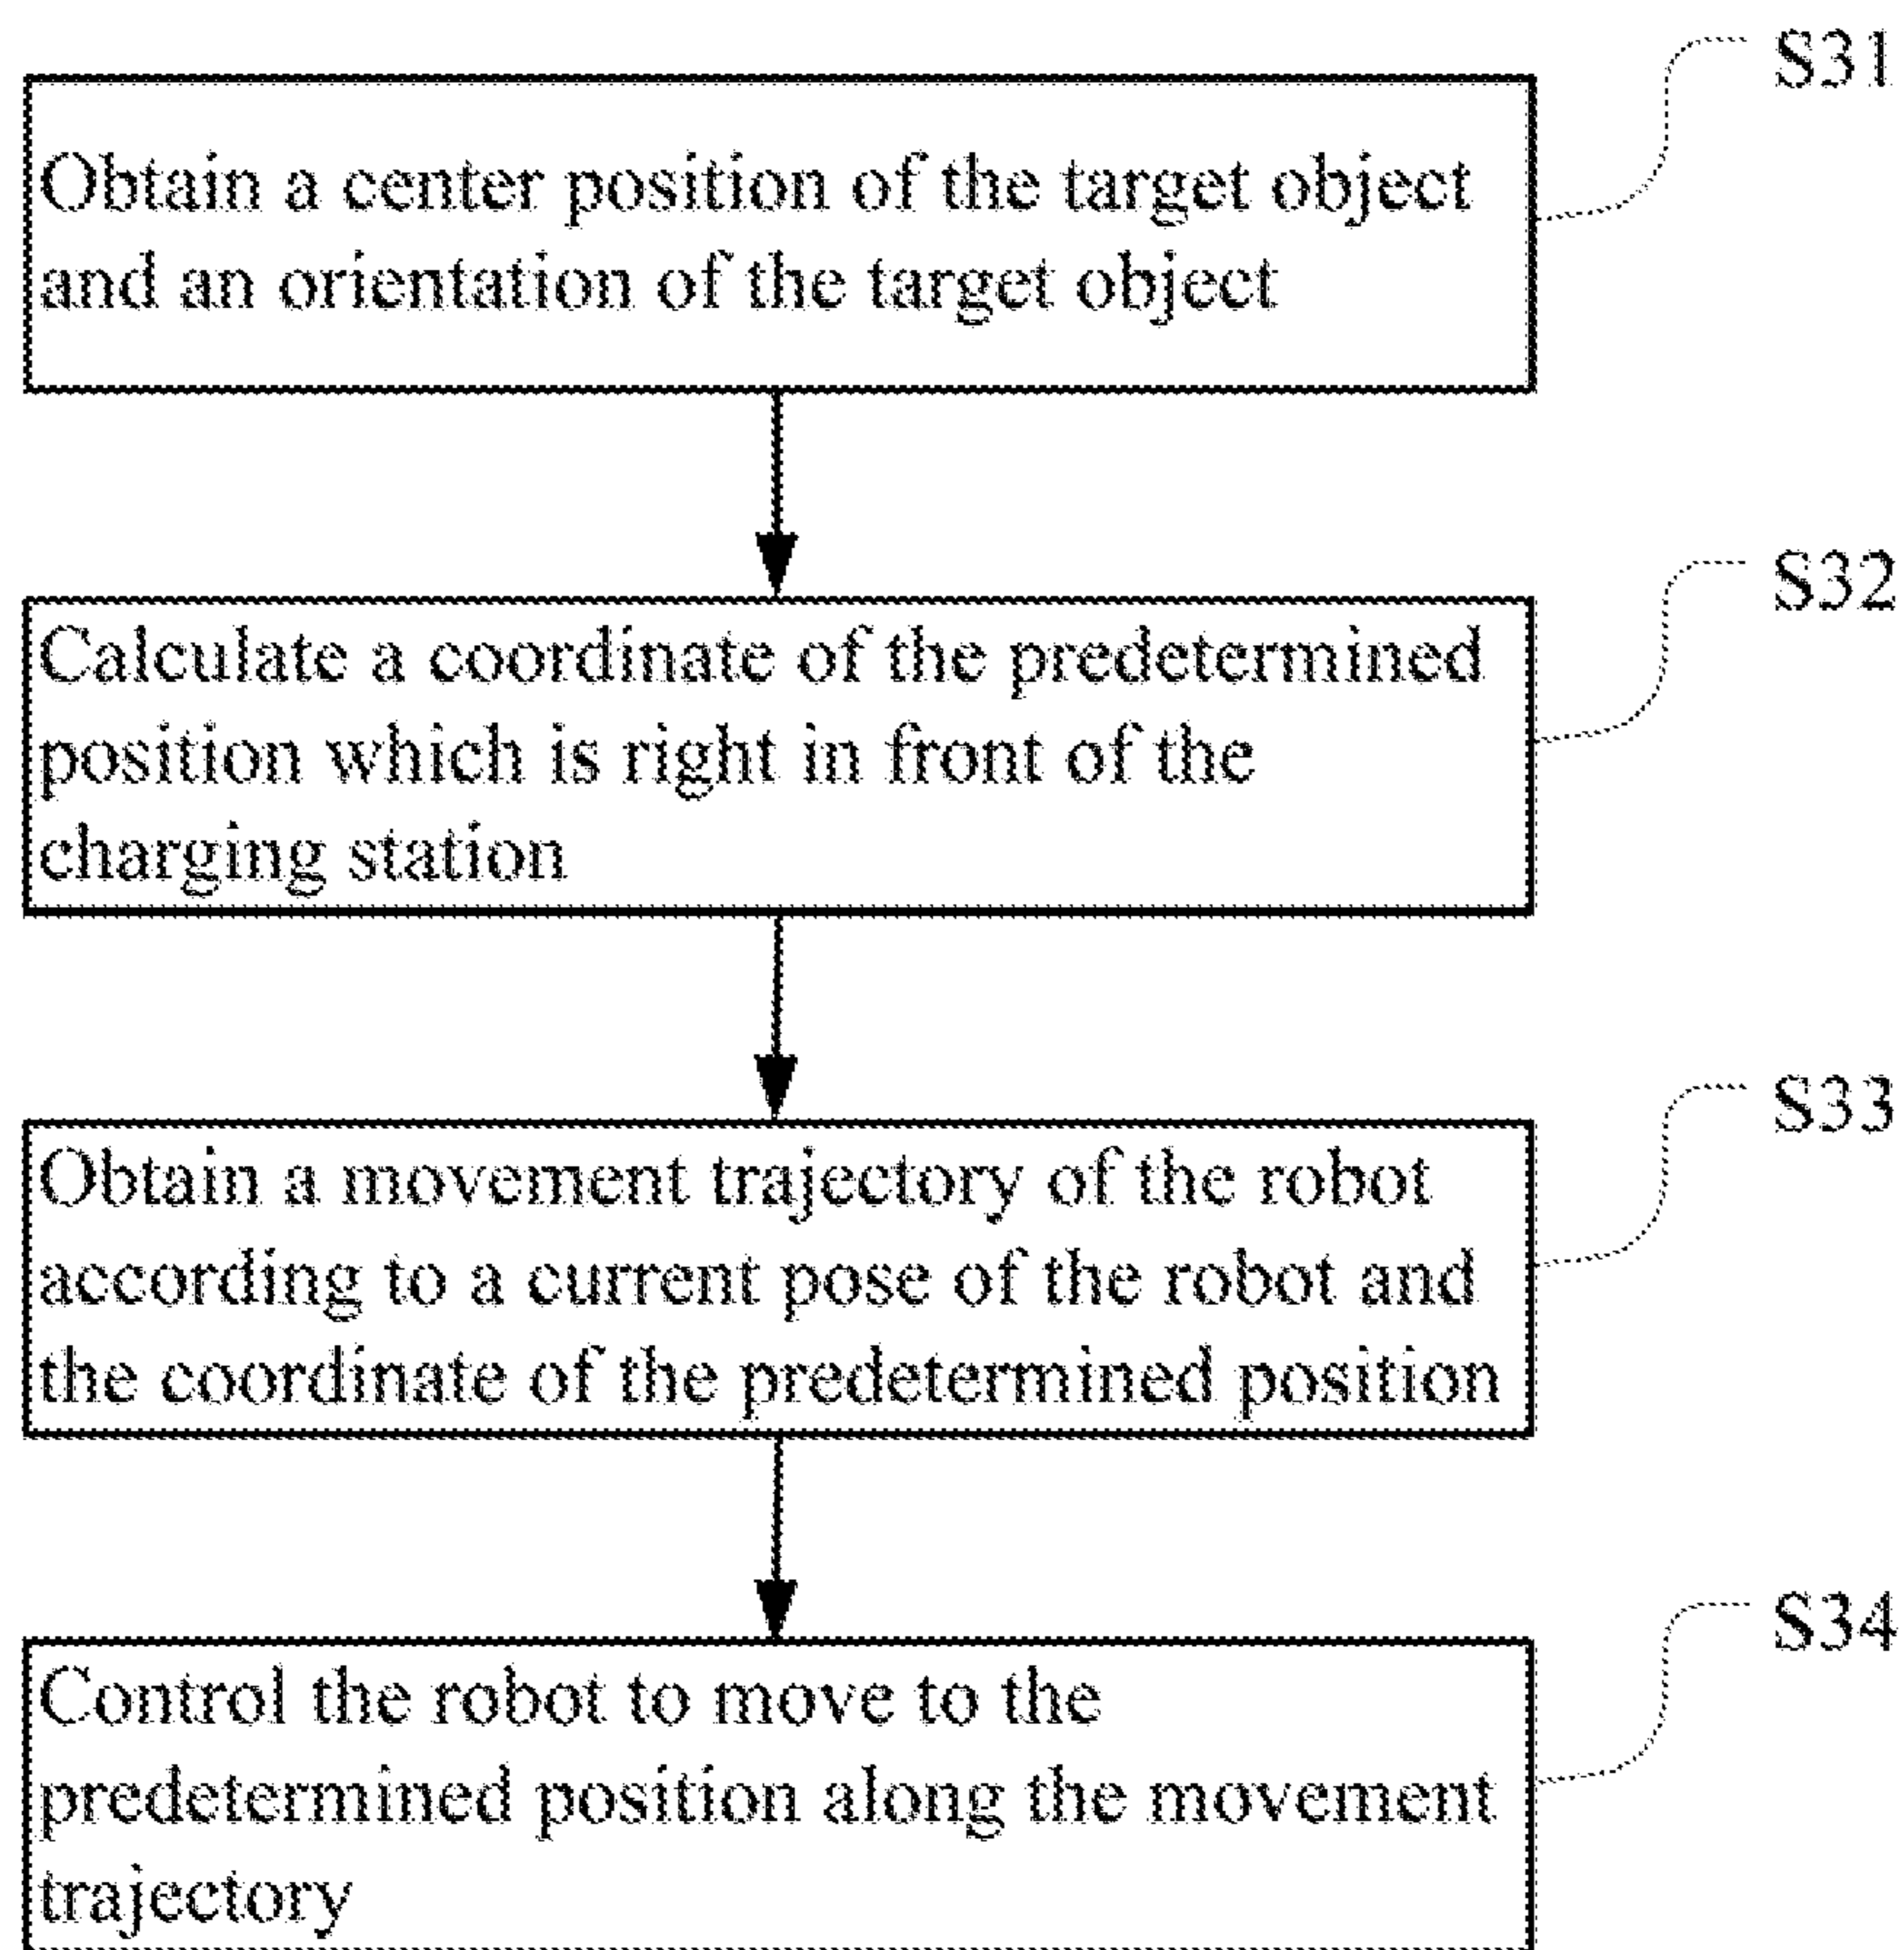 S31
Obtain a center position of the target object
and an orientation of the target object
S32
Calculate a coordinate of the predetermined
position which is right in front of the
charging station
S33
Obtain a movement trajectory of the robot
according to a current pose of the robot and
the coordinate of the predetermined position
S34
Control the robot to move to the
predetermined position along the movement
trajectory